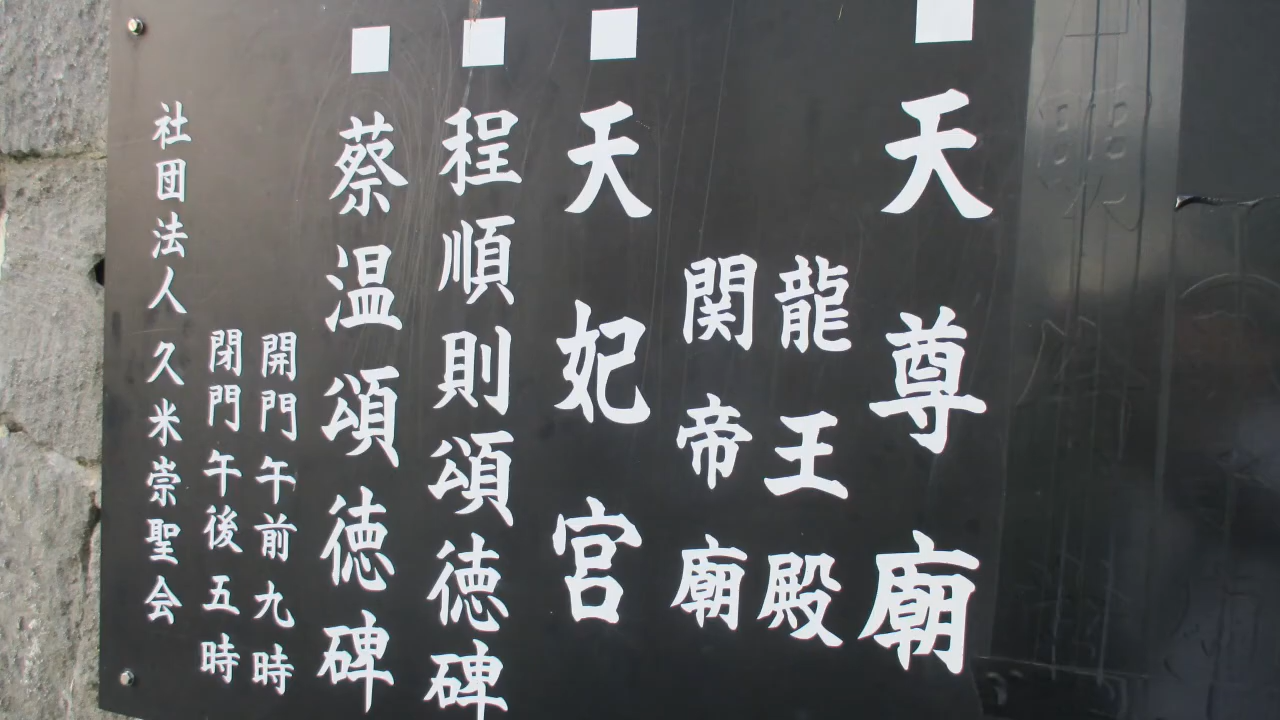 ■天尊廟
龍王殿
関帝廟
■天妃宮
■程順則頌徳碑
■蔡温頌徳碑
開門午前九時
閉門午後五時
社団法人 久米崇聖会